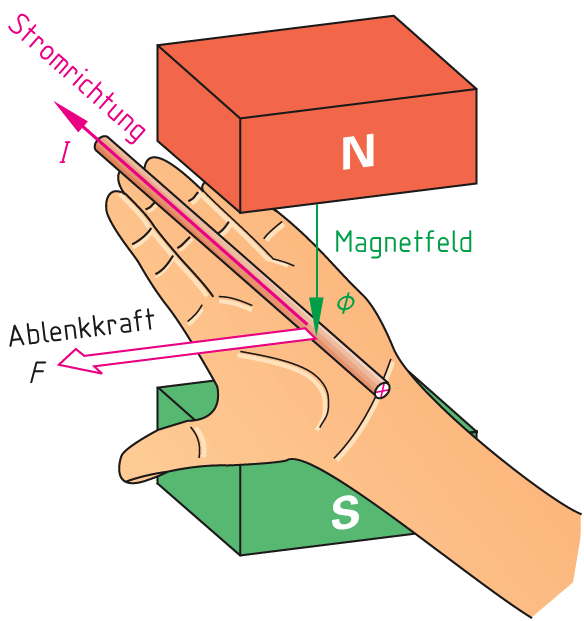 Stromrichtung
I
N
Magnetfeld
Φ
Ablenkkraft
F
S